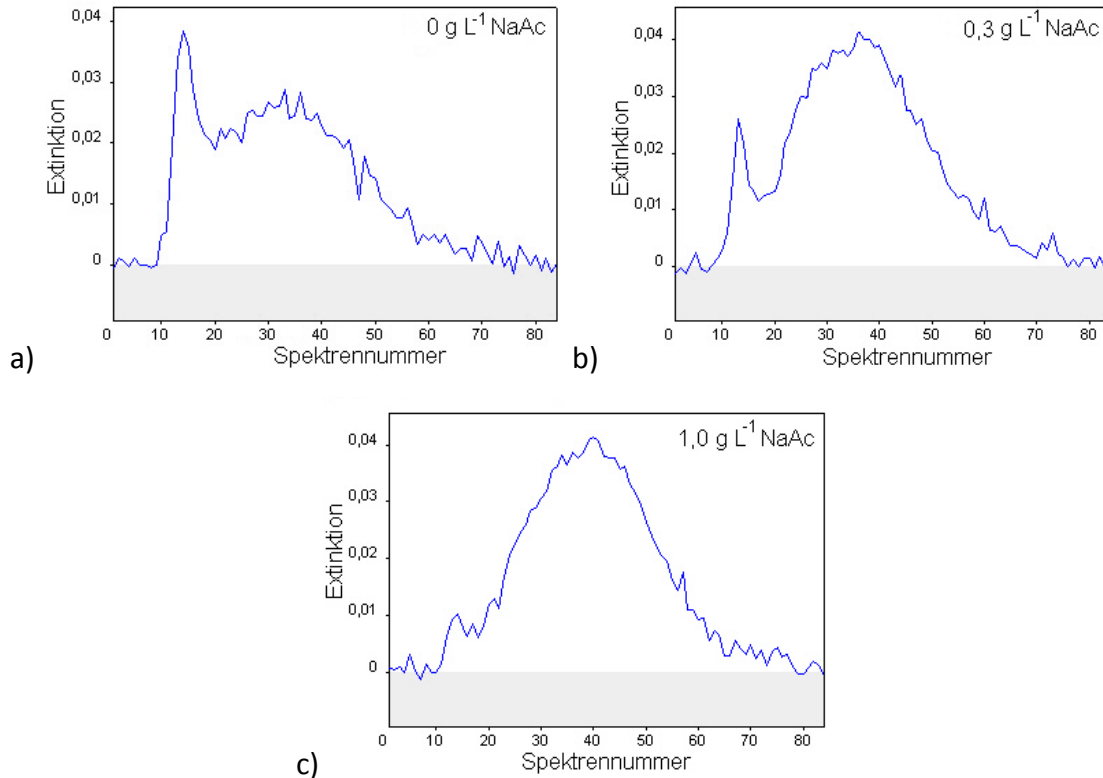 0,04
0 g L⁻¹ NaAc
0,03
0,02
0,01
0
Extinktion
0 10 20 30 40 50 60 70 80
Spektrennummer
a)
0,04
0,3 g L⁻¹ NaAc
0,03
0,02
0,01
0
Extinktion
0 10 20 30 40 50 60 70 80
Spektrennummer
b)
0,04
1,0 g L⁻¹ NaAc
0,03
0,02
0,01
0
Extinktion
0 10 20 30 40 50 60 70 80
Spektrennummer
c)